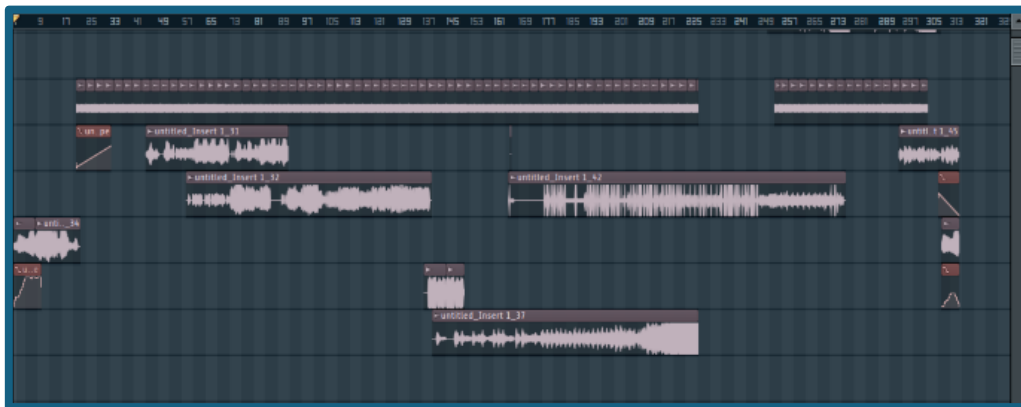 9 17 25 33 41 49 57 65 73 81 89 97 105 113 121 129 137 145 153 161 169 177 185 193 201 209 217 225 233 241 249 257 265 273 281 289 297 305 313 321
untitled_Insert 1_31
untitled_Insert 1_32
untitled_Insert 1_42
untitled_Insert 1_37